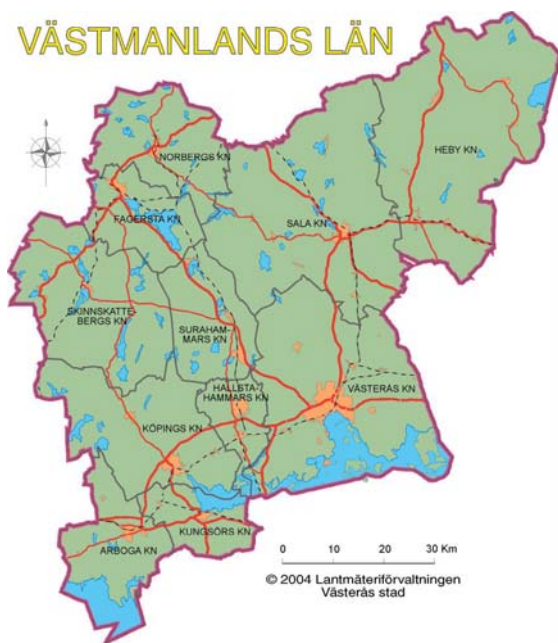 VÄSTMANLANDS LÄN
NORBERGS KN
HEBY KN
FAGERSTA KN
SALA KN
SKINNSKATTE-
BERGS KN
SURAHAM-
MARS KN
HALLSTA-
HAMMARS KN
VÄSTERÅS KN
KÖPINGS KN
KUNGSÖRS KN
ARBOGA KN
0 10 20 30 Km
© 2004 Lantmäteriförvaltningen
Västerås stad